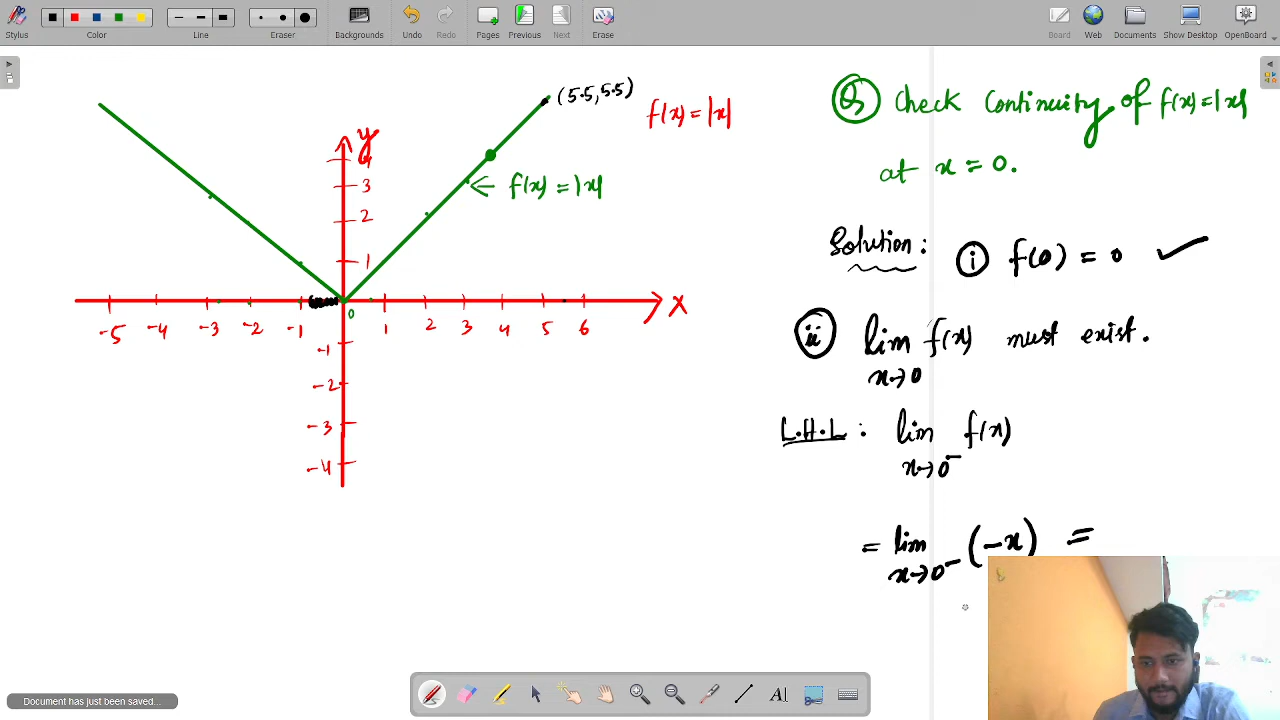 Stylus Color Line Eraser Backgrounds Undo Redo Pages Previous Next Erase Board Web Documents Show Desktop OpenBoard
(5.5, 5.5)
f(x) = |x|
y
4
3
2
1
← f(x) = |x|
X
-5 -4 -3 -2 -1 0 1 2 3 4 5 6
-1
-2
-3
-4
Q Check Continuity of f(x) = |x|
at x = 0.
Solution : (i) f(0) = 0 ✓
(ii) lim f(x) must exist.
x→0
L.H.L : lim f(x)
x→0⁻
= lim (-x) =
x→0⁻
Document has just been saved...